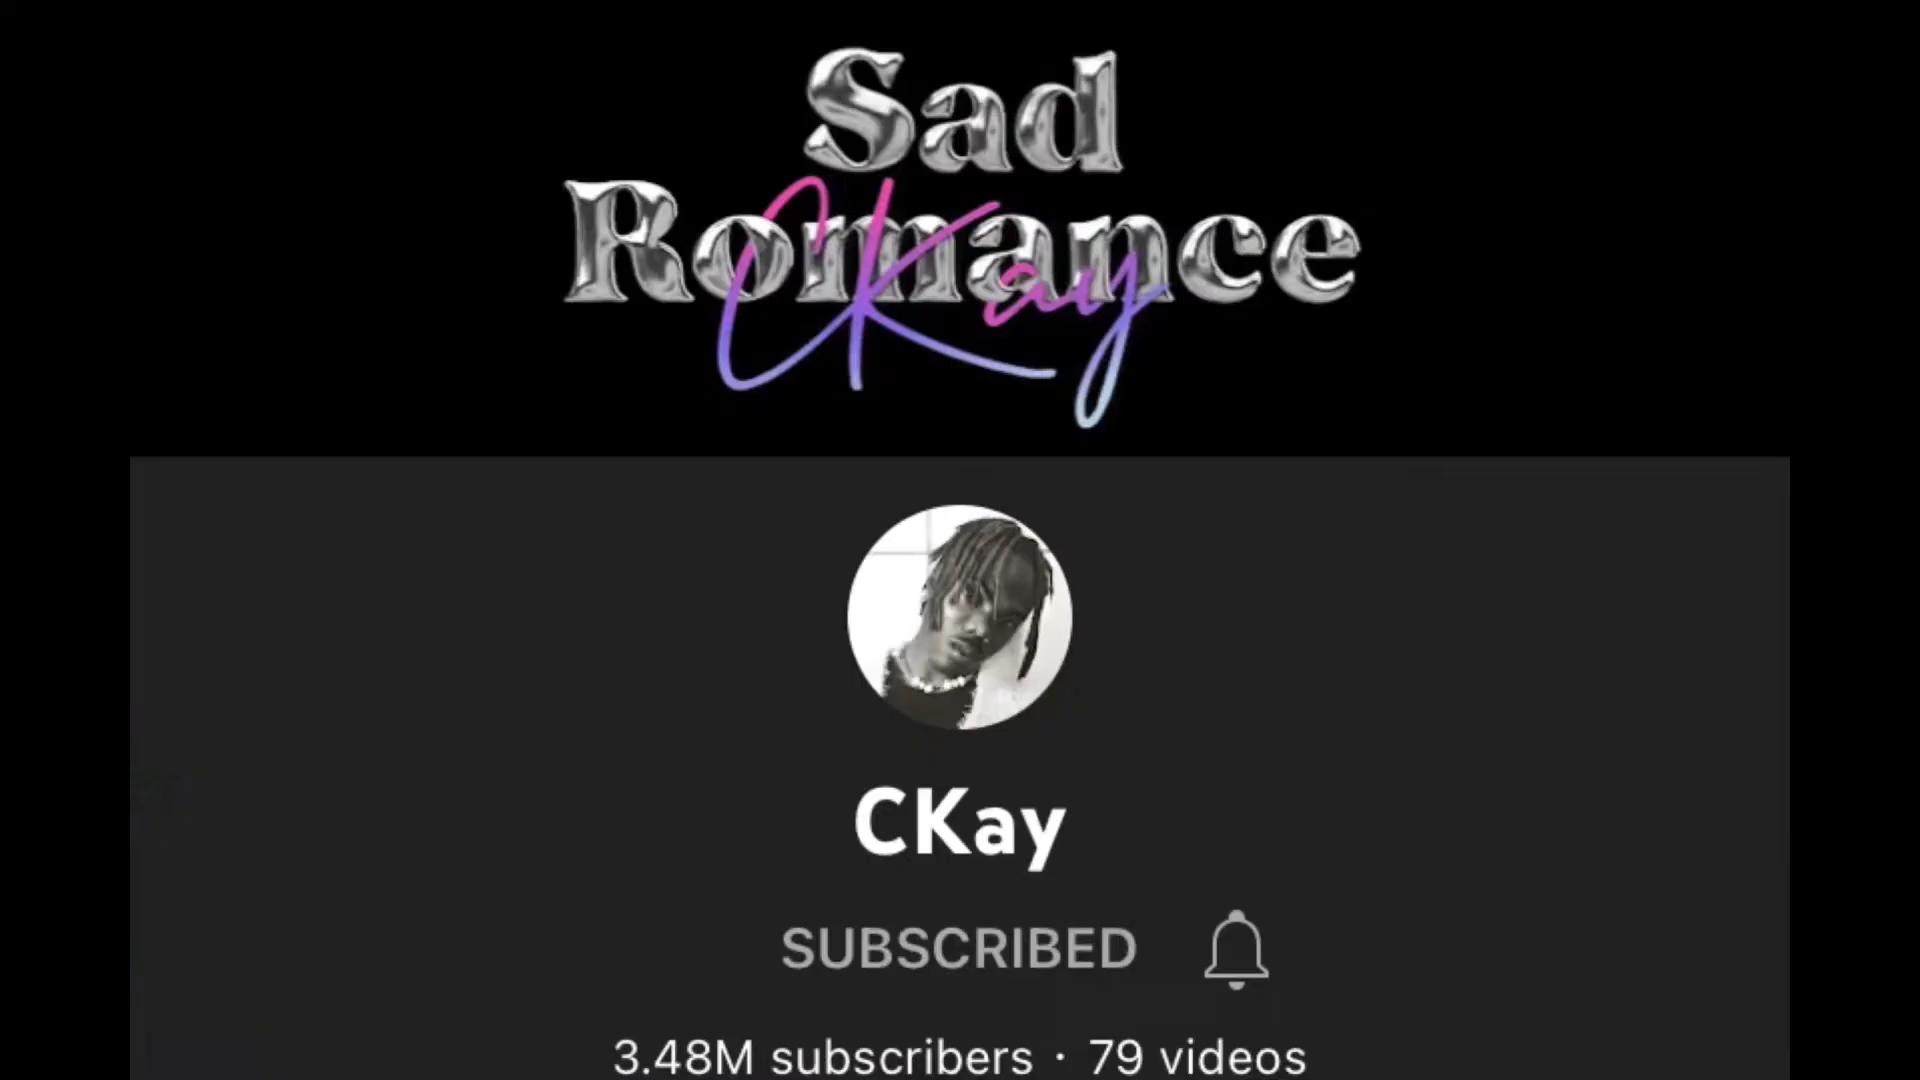 Sad
Romance
CKay
CKay
SUBSCRIBED
3.48M subscribers · 79 videos